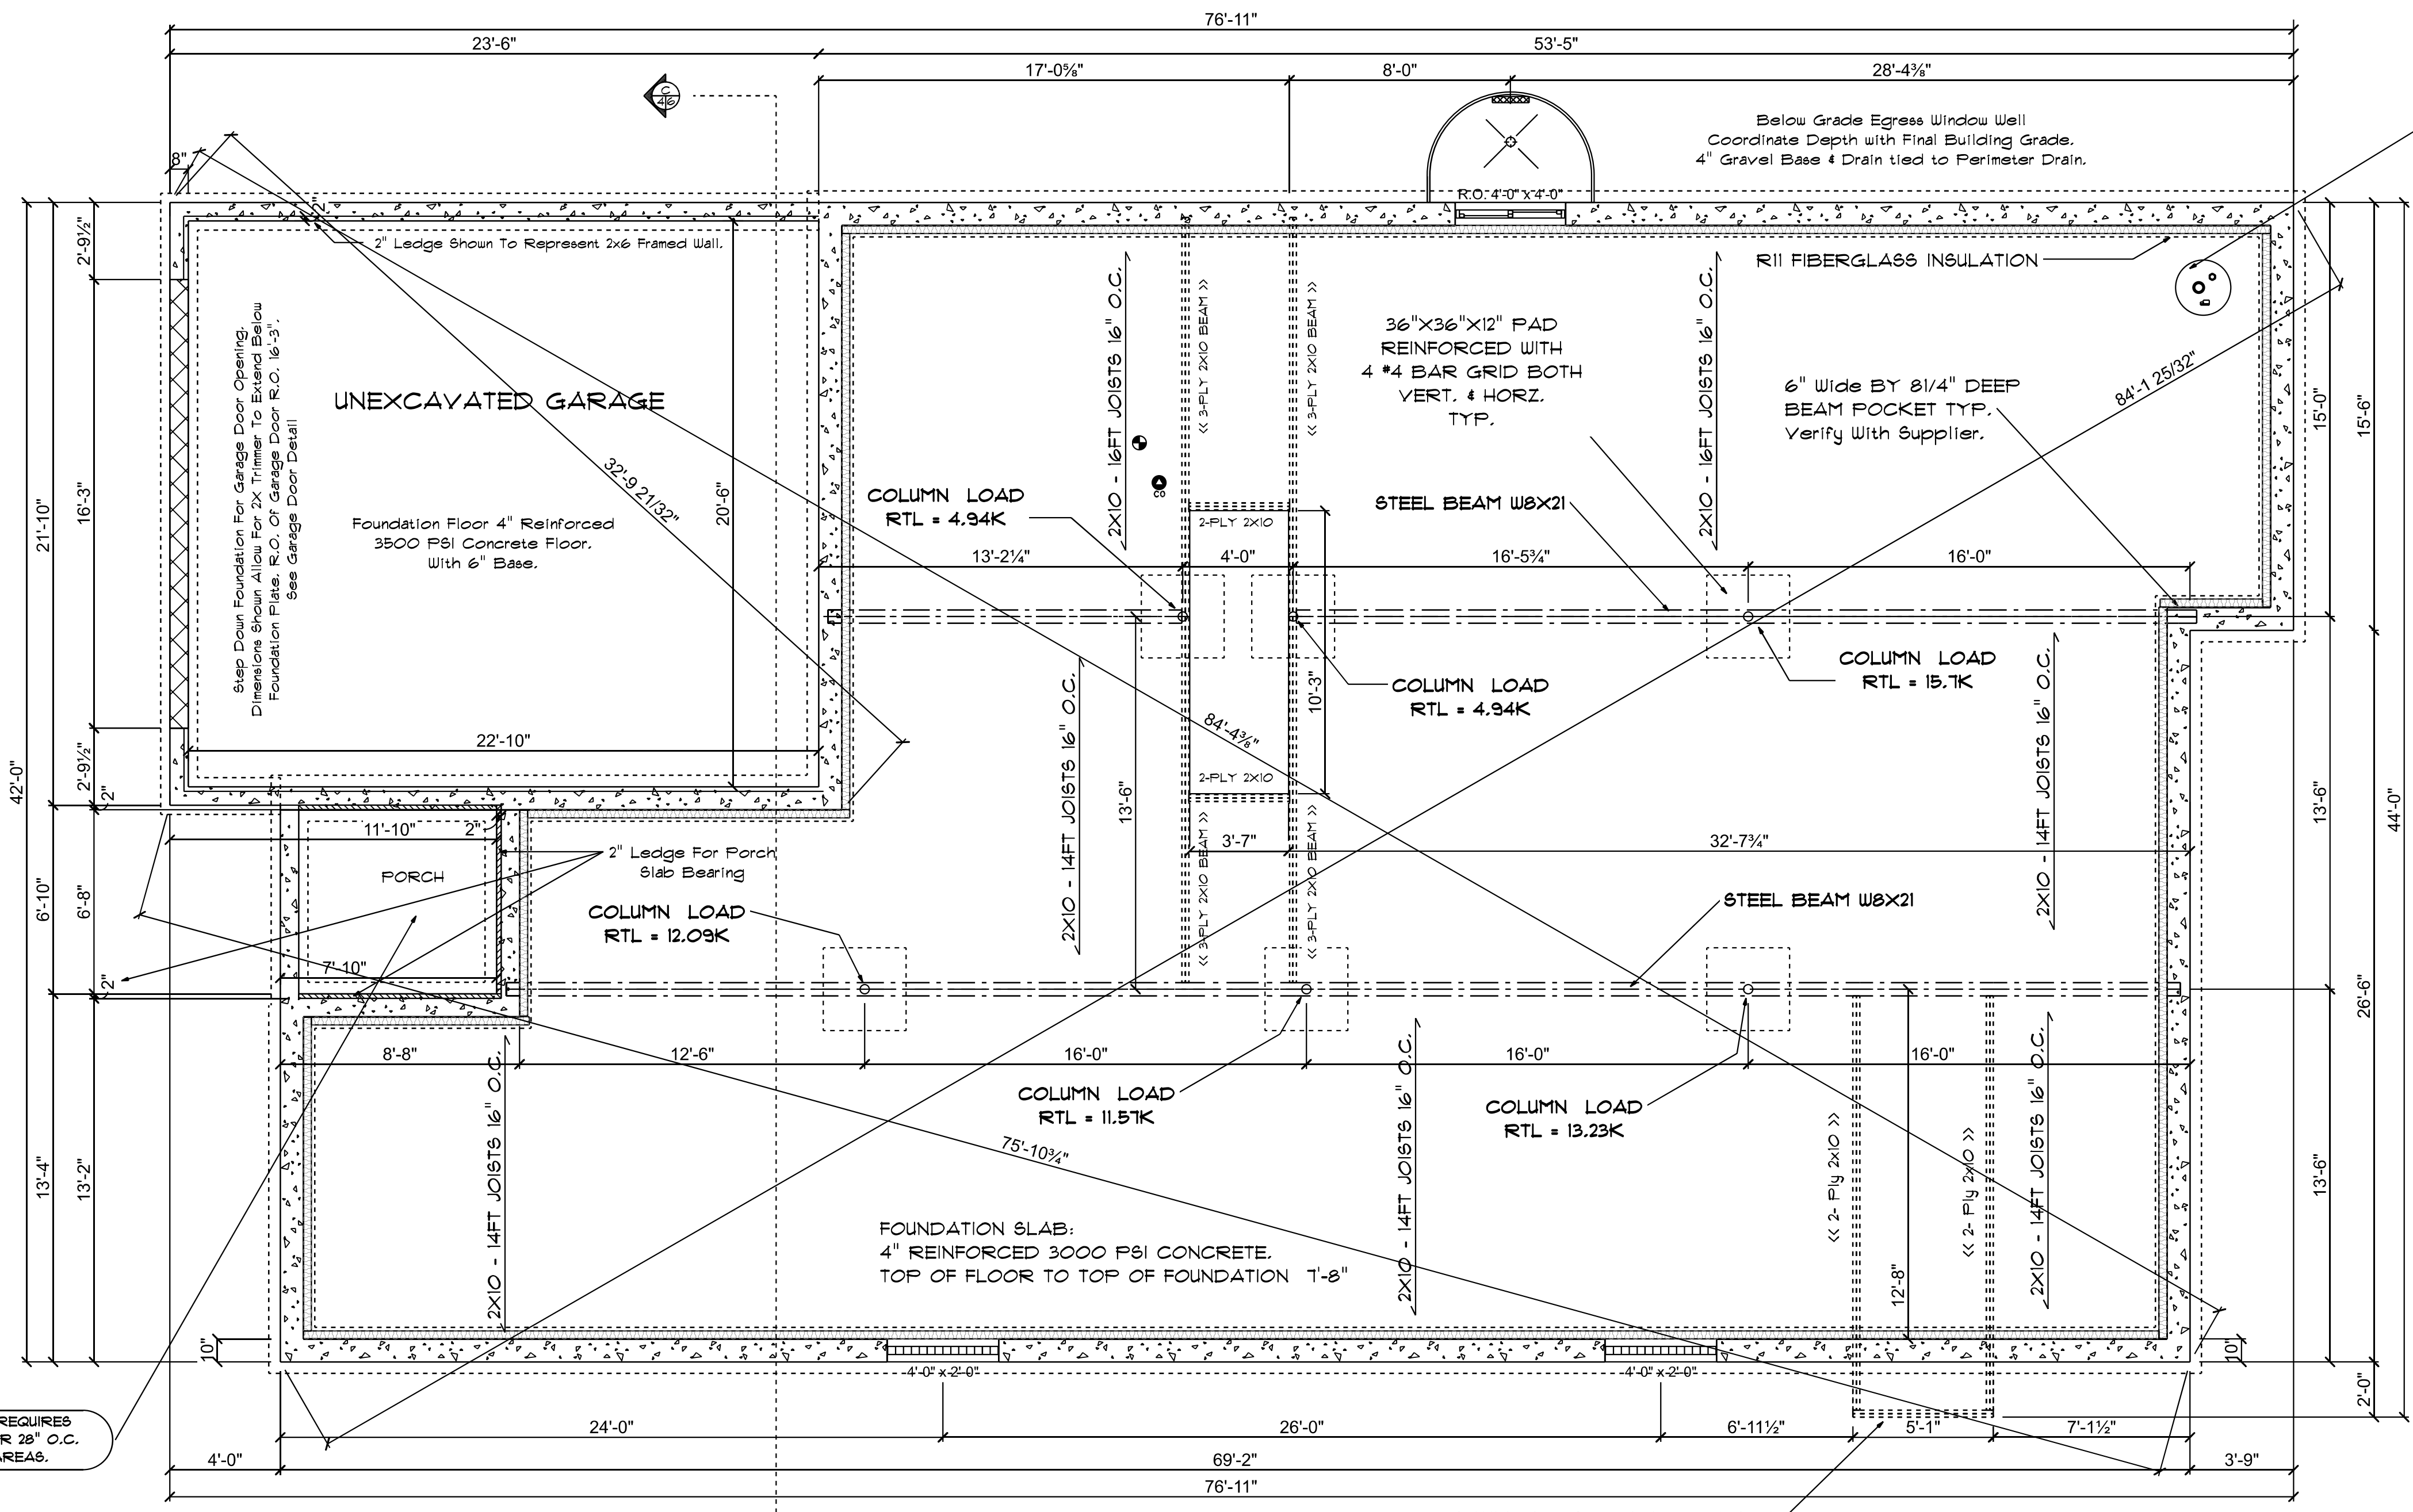 76'-11"
23'-6"
53'-5"
17'-0⅝"
8'-0"
28'-4⅜"
C
4 6
8"
Below Grade Egress Window Well
Coordinate Depth with Final Building Grade.
4" Gravel Base & Drain tied to Perimeter Drain.
R.O. 4'-0" x 4'-0"
2"
2" Ledge Shown To Represent 2x6 Framed Wall.
R11 FIBERGLASS INSULATION
2'-9½"
16'-3"
2'-9½"
2"
21'-10"
42'-0"
6'-10"
6'-8"
2"
13'-4"
13'-2"
10"
Step Down Foundation For Garage Door Opening.
Dimensions Shown Allow For 2X Trimmer To Extend Below
Foundation Plate. R.O. Of Garage Door R.O. 16'-3".
See Garage Door Detail
UNEXCAVATED GARAGE
Foundation Floor 4" Reinforced
3500 PSI Concrete Floor.
With 6" Base.
32'-9 21/32"
20'-6"
22'-10"
2X10 - 16FT JOISTS 16" O.C.
<< 3-PLY 2X10 BEAM >>
<< 3-PLY 2X10 BEAM >>
36"X36"X12" PAD
REINFORCED WITH
4 #4 BAR GRID BOTH
VERT. & HORZ.
TYP.
2X10 - 16FT JOISTS 16" O.C.
6" Wide BY 81/4" DEEP
BEAM POCKET TYP.
Verify With Supplier.
84'-1 25/32"
15'-0"
15'-6"
CO
COLUMN LOAD
RTL = 4.94K
STEEL BEAM W8X21
2-PLY 2X10
13'-2¼"
4'-0"
16'-5¾"
16'-0"
10'-3"
COLUMN LOAD
RTL = 4.94K
COLUMN LOAD
RTL = 15.7K
2X10 - 14FT JOISTS 16" O.C.
13'-6"
84'-4⅜"
2-PLY 2X10
2X10 - 14FT JOISTS 16" O.C.
13'-6"
44'-0"
26'-6"
13'-6"
3'-7"
32'-7¾"
<< 3-PLY 2X10 BEAM >>
<< 3-PLY 2X10 BEAM >>
11'-10"
2"
PORCH
2" Ledge For Porch
Slab Bearing
7'-10"
COLUMN LOAD
RTL = 12.09K
STEEL BEAM W8X21
8'-8"
12'-6"
16'-0"
16'-0"
16'-0"
2X10 - 14FT JOISTS 16" O.C.
COLUMN LOAD
RTL = 11.57K
2X10 - 14FT JOISTS 16" O.C.
COLUMN LOAD
RTL = 13.23K
<< 2- Ply 2x10 >>
<< 2- Ply 2x10 >>
2X10 - 14FT JOISTS 16" O.C.
75'-10¾"
FOUNDATION SLAB:
4" REINFORCED 3000 PSI CONCRETE.
TOP OF FLOOR TO TOP OF FOUNDATION 7'-8"
12'-8"
10"
4'-0" x 2'-0"
4'-0" x 2'-0"
2'-0"
REQUIRES
R 28" O.C.
AREAS.
24'-0"
26'-0"
6'-11½"
5'-1"
7'-1½"
4'-0"
69'-2"
3'-9"
76'-11"